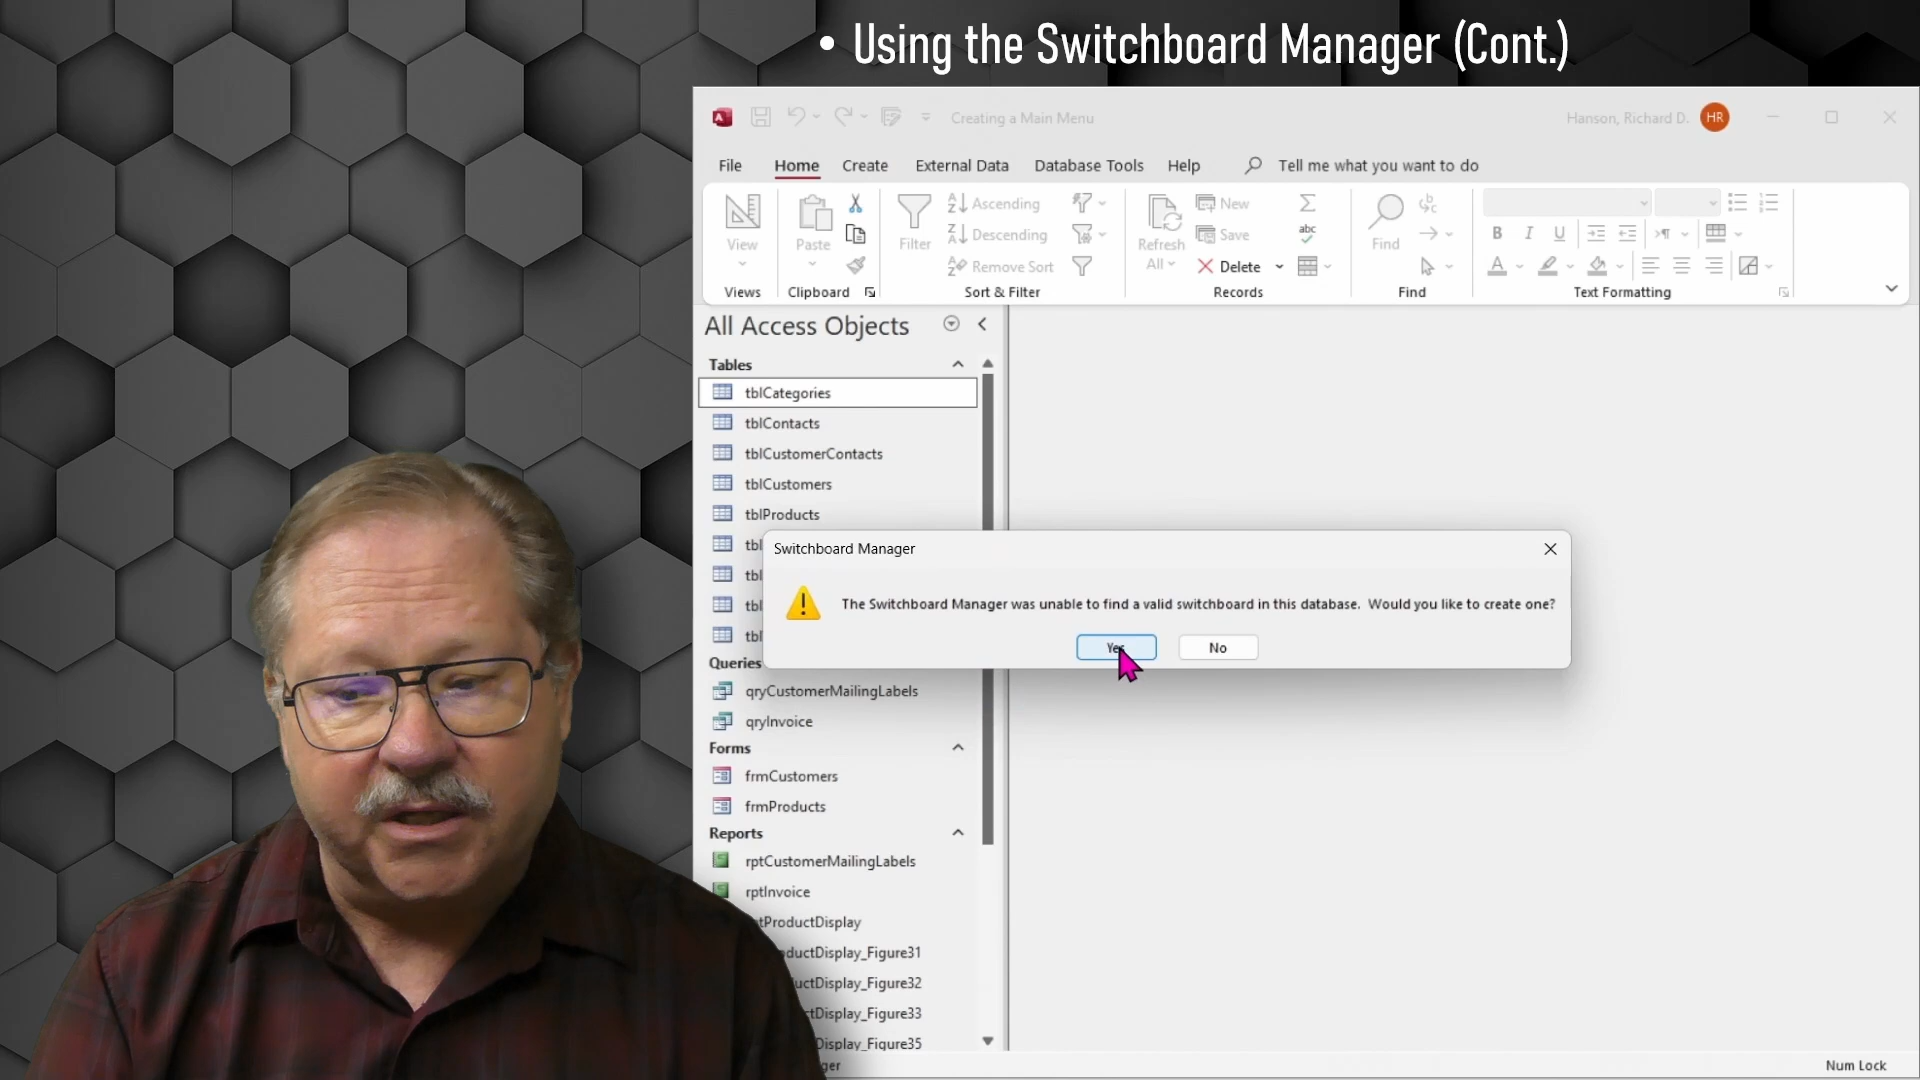 • Using the Switchboard Manager (Cont.)
Creating a Main Menu
Hanson, Richard D.
HR
File
Home
Create
External Data
Database Tools
Help
Tell me what you want to do
View
Paste
Filter
Ascending
Descending
Remove Sort
Refresh
All
New
Save
Delete
Find
Views
Clipboard
Sort & Filter
Records
Find
Text Formatting
All Access Objects
Tables
tblCategories
tblContacts
tblCustomerContacts
tblCustomers
tblProducts
Switchboard Manager
The Switchboard Manager was unable to find a valid switchboard in this database. Would you like to create one?
No
Queries
qryCustomerMailingLabels
qryInvoice
Forms
frmCustomers
frmProducts
Reports
rptCustomerMailingLabels
rptInvoice
Num Lock